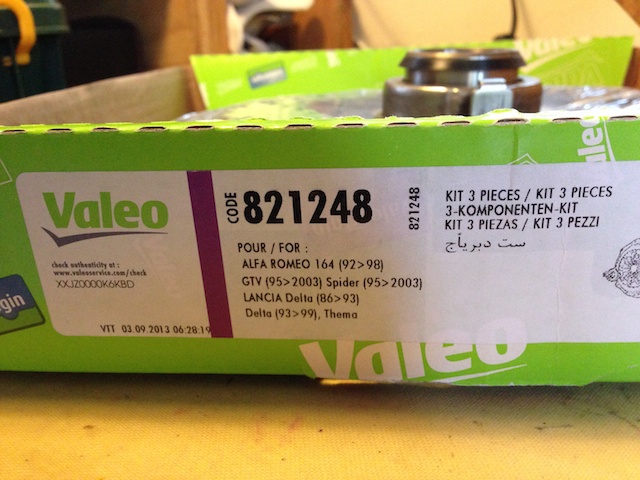 Valeo
Valeo
check authenticity at :
www.valeoservice.com/check
XXJZ0000K6KBD
VTT 03.09.2013 06:28:19
CODE 821248
821248
POUR / FOR :
ALFA ROMEO 164 (92>98)
GTV (95>2003) Spider (95>2003)
LANCIA Delta (86>93)
Delta (93>99), Thema
KIT 3 PIECES / KIT 3 PIECES
3-KOMPONENTEN-KIT
KIT 3 PIEZAS / KIT 3 PEZZI
ست دبرياج
Valeo